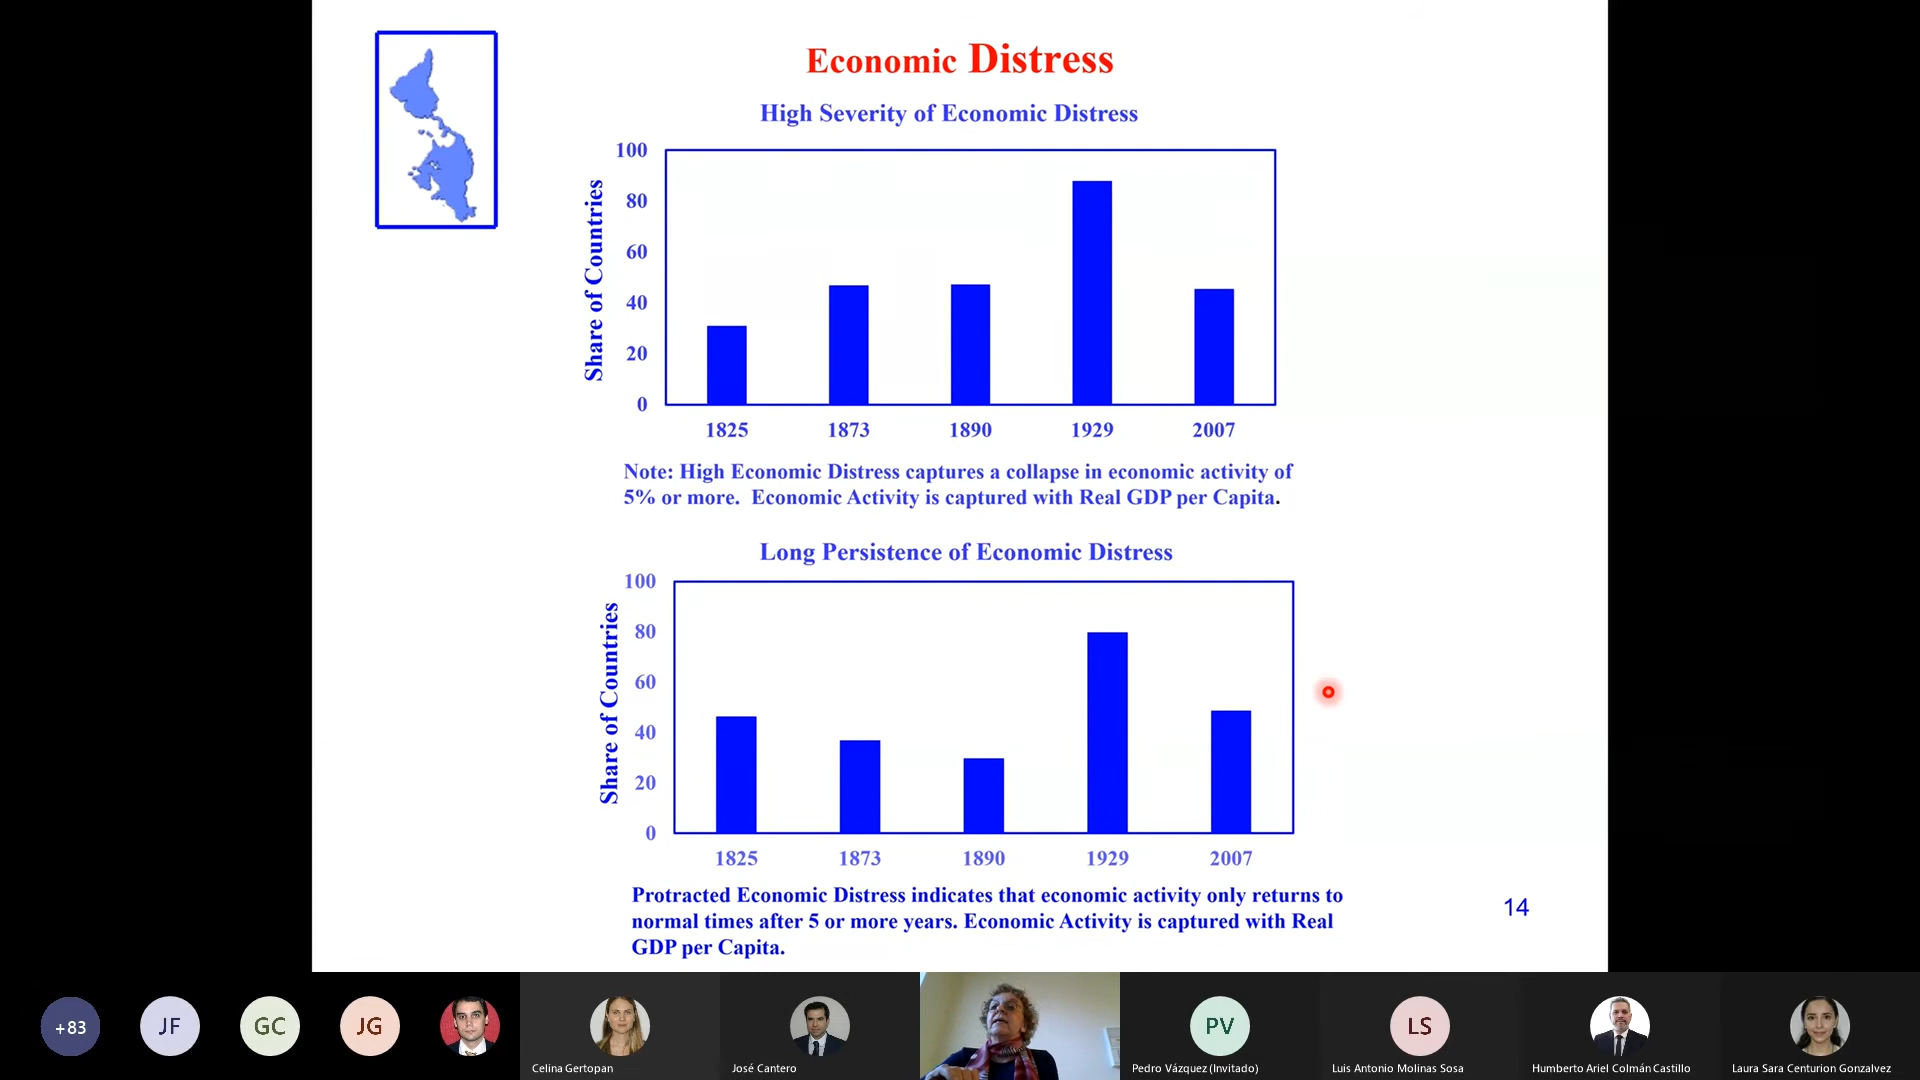 Economic Distress
High Severity of Economic Distress
100
80
60
40
20
0
Share of Countries
1825 1873 1890 1929 2007
Note: High Economic Distress captures a collapse in economic activity of
5% or more. Economic Activity is captured with Real GDP per Capita.
Long Persistence of Economic Distress
100
80
60
40
20
0
Share of Countries
1825 1873 1890 1929 2007
Protracted Economic Distress indicates that economic activity only returns to
normal times after 5 or more years. Economic Activity is captured with Real
GDP per Capita.
14
+83
JF
GC
JG
Celina Gertopan
José Cantero
PV
Pedro Vázquez (Invitado)
LS
Luis Antonio Molinas Sosa
Humberto Ariel Colmán Castillo
Laura Sara Centurion Gonzalvez